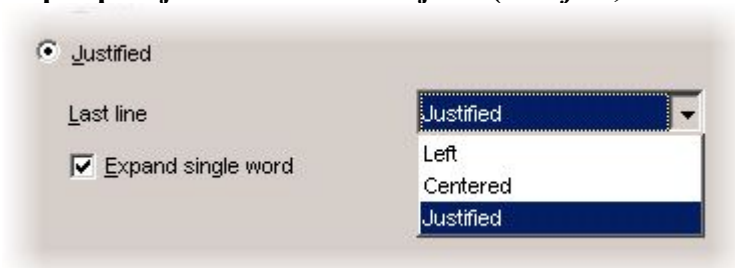 Justified
Last line Justified
Expand single word Left
Centered
Justified